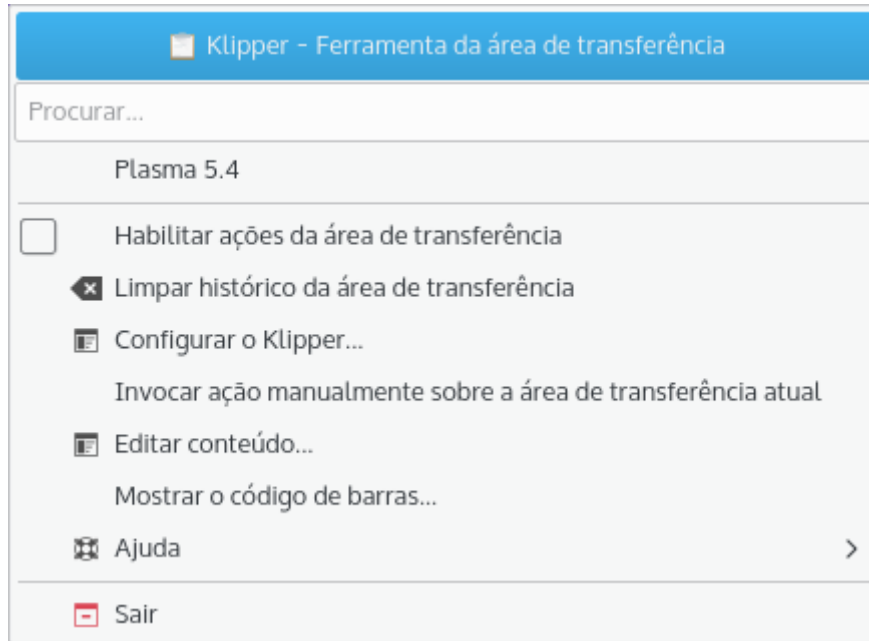 Klipper - Ferramenta da área de transferência
Procurar...
Plasma 5.4
Habilitar ações da área de transferência
Limpar histórico da área de transferência
Configurar o Klipper...
Invocar ação manualmente sobre a área de transferência atual
Editar conteúdo...
Mostrar o código de barras...
Ajuda
Sair